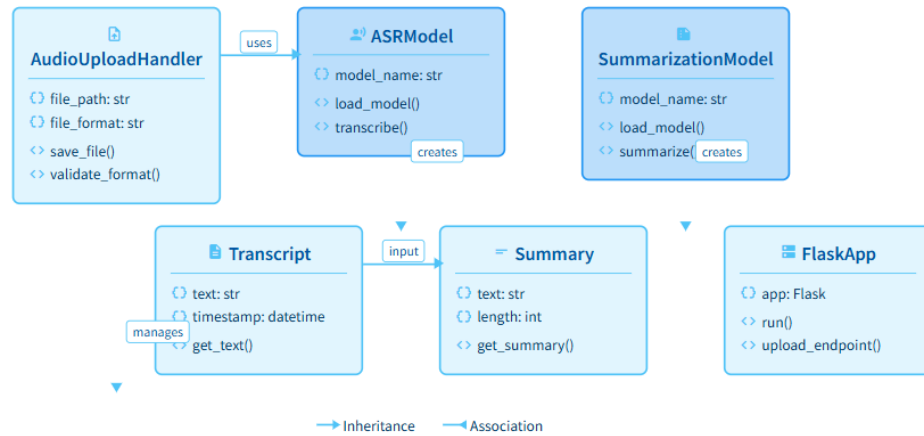 AudioUploadHandler
file_path: str
file_format: str
save_file()
validate_format()
uses
ASRModel
model_name: str
load_model()
transcribe()
creates
SummarizationModel
model_name: str
load_model()
summarize(
creates
Transcript
text: str
timestamp: datetime
get_text()
manages
input
Summary
text: str
length: int
get_summary()
FlaskApp
app: Flask
run()
upload_endpoint()
Inheritance
Association